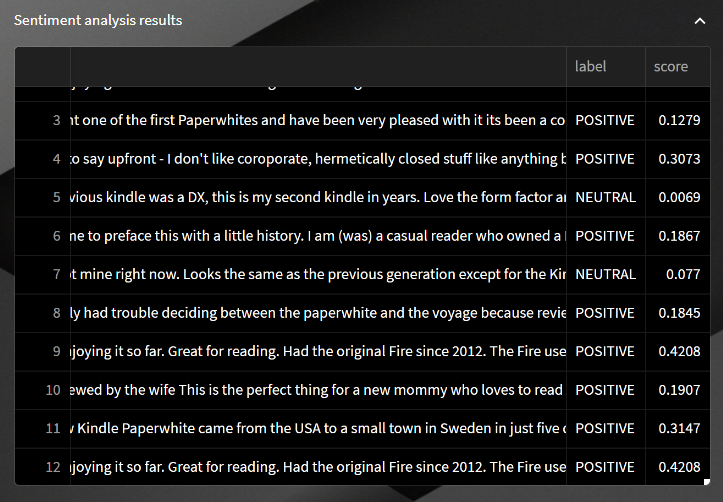 Sentiment analysis results
label score
3 nt one of the first Paperwhites and have been very pleased with it its been a co POSITIVE 0.1279
4 to say upfront - I don't like coroporate, hermetically closed stuff like anything b POSITIVE 0.3073
5 vious kindle was a DX, this is my second kindle in years. Love the form factor an NEUTRAL 0.0069
6 me to preface this with a little history. I am (was) a casual reader who owned a POSITIVE 0.1867
7 ot mine right now. Looks the same as the previous generation except for the Kin NEUTRAL 0.077
8 ly had trouble deciding between the paperwhite and the voyage because revie POSITIVE 0.1845
9 njoying it so far. Great for reading. Had the original Fire since 2012. The Fire use POSITIVE 0.4208
10 ewed by the wife This is the perfect thing for a new mommy who loves to read POSITIVE 0.1907
11 w Kindle Paperwhite came from the USA to a small town in Sweden in just five d POSITIVE 0.3147
12 njoying it so far. Great for reading. Had the original Fire since 2012. The Fire use POSITIVE 0.4208